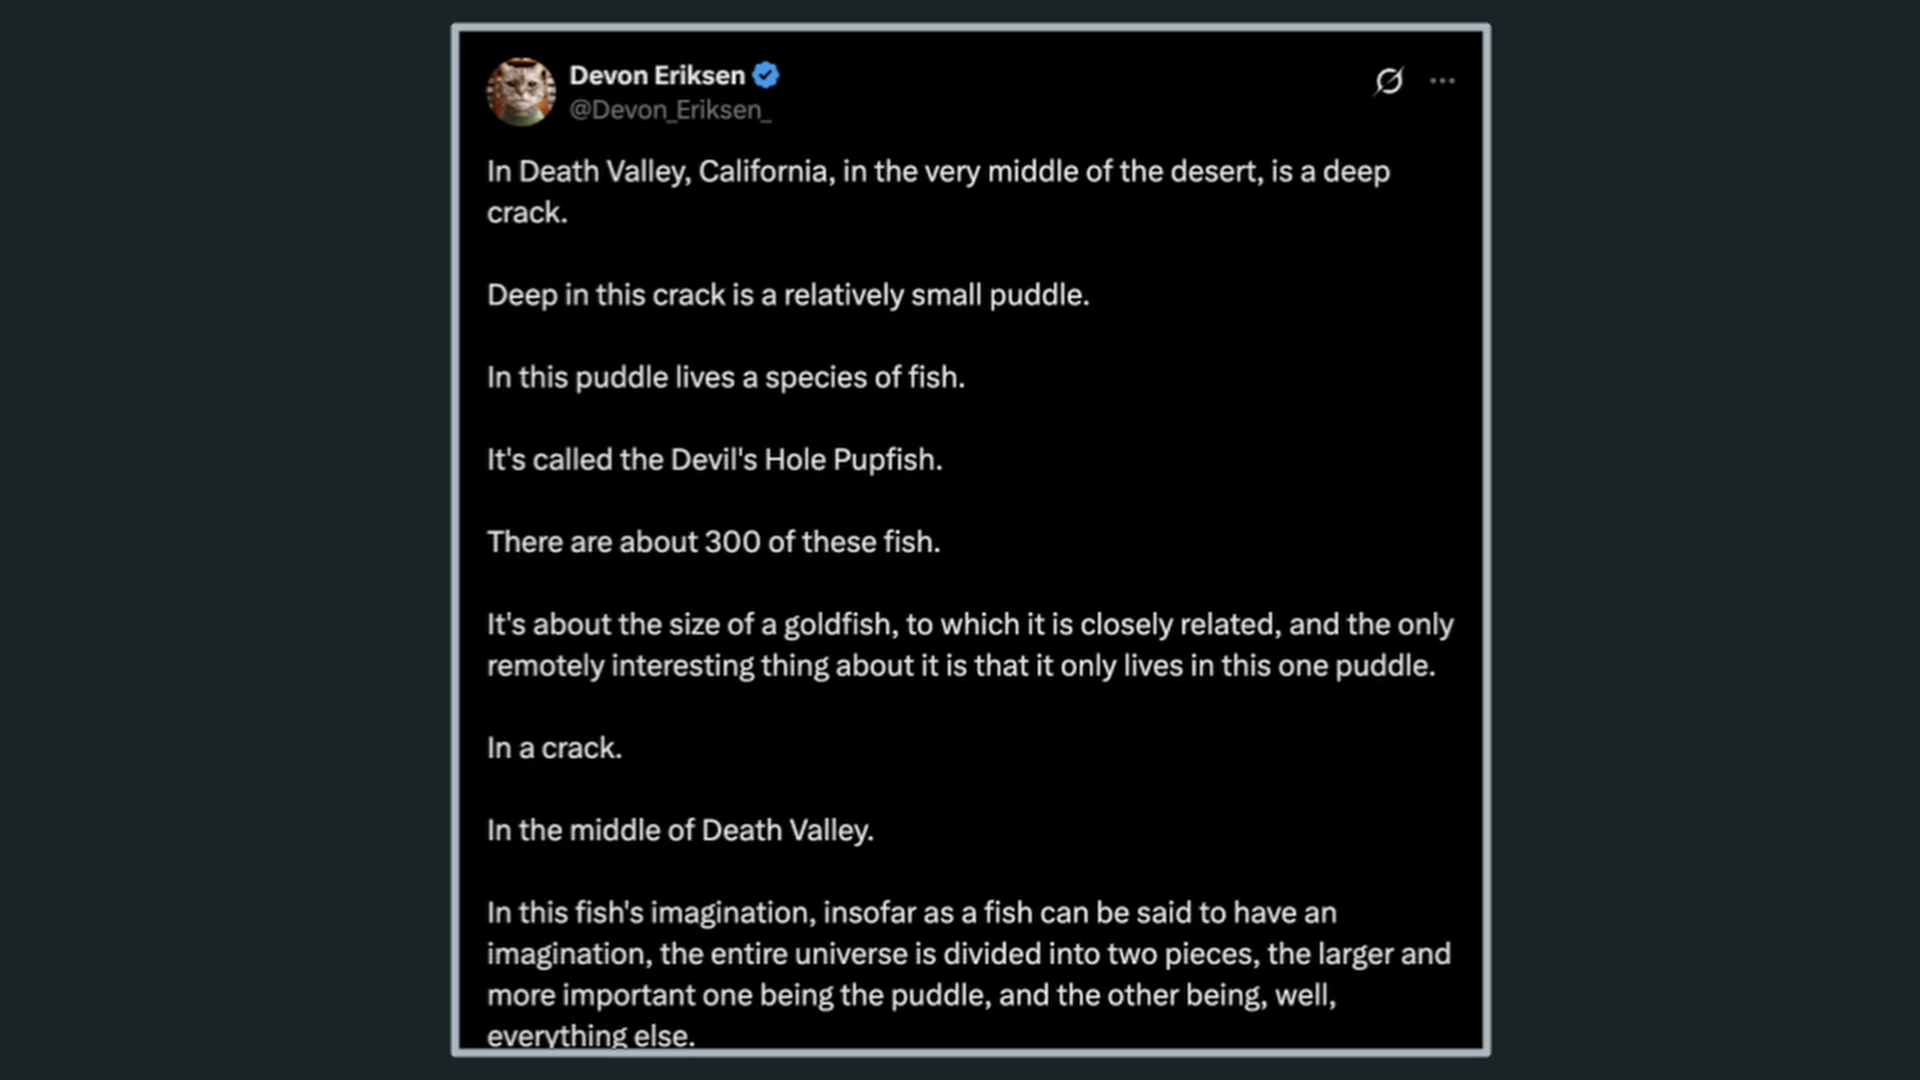 Devon Eriksen
@Devon_Eriksen_
In Death Valley, California, in the very middle of the desert, is a deep
crack.
Deep in this crack is a relatively small puddle.
In this puddle lives a species of fish.
It's called the Devil's Hole Pupfish.
There are about 300 of these fish.
It's about the size of a goldfish, to which it is closely related, and the only
remotely interesting thing about it is that it only lives in this one puddle.
In a crack.
In the middle of Death Valley.
In this fish's imagination, insofar as a fish can be said to have an
imagination, the entire universe is divided into two pieces, the larger and
more important one being the puddle, and the other being, well,
everything else.